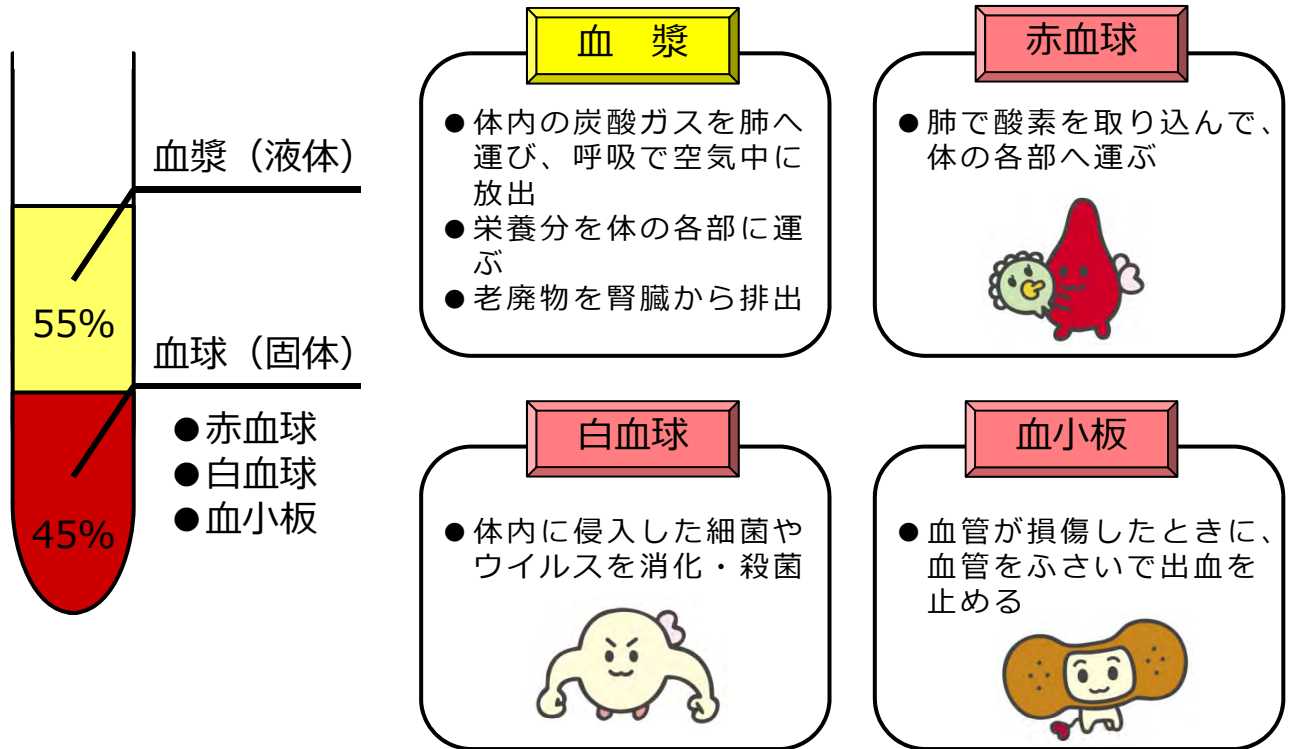 血漿（液体）
55%
血球（固体）
●赤血球
●白血球
●血小板
45%
血　漿
●体内の炭酸ガスを肺へ
運び、呼吸で空気中に
放出
●栄養分を体の各部に運
ぶ
●老廃物を腎臓から排出
赤血球
●肺で酸素を取り込んで、
体の各部へ運ぶ
白血球
●体内に侵入した細菌や
ウイルスを消化・殺菌
血小板
●血管が損傷したときに、
血管をふさいで出血を
止める